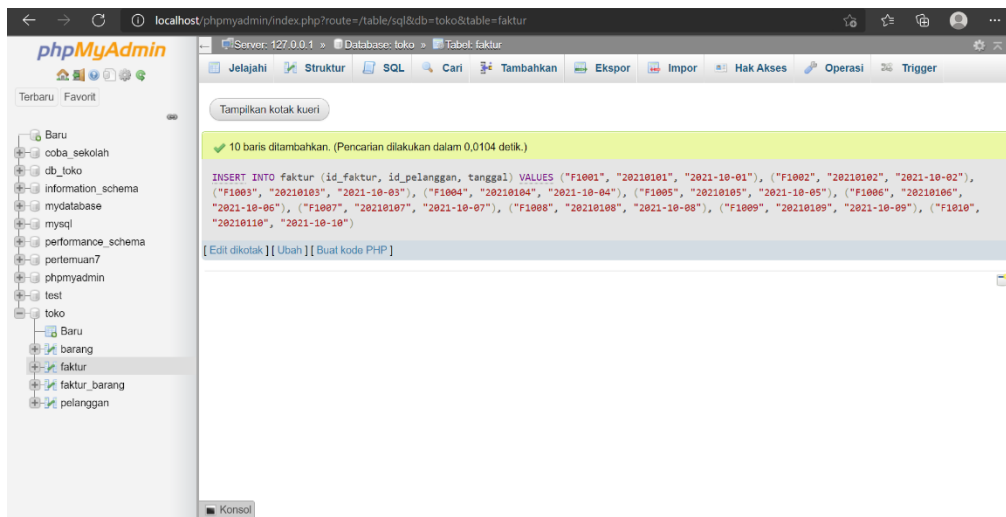 localhost/phpmyadmin/index.php?route=/table/sql&db=toko&table=faktur
phpMyAdmin
Terbaru Favorit
Baru
coba_sekolah
db_toko
information_schema
mydatabase
mysql
performance_schema
pertemuan7
phpmyadmin
test
toko
Baru
barang
faktur
faktur_barang
pelanggan
Server: 127.0.0.1 » Database: toko » Tabel: faktur
Jelajahi Struktur SQL Cari Tambahkan Ekspor Impor Hak Akses Operasi Trigger
Tampilkan kotak kueri
10 baris ditambahkan. (Pencarian dilakukan dalam 0,0104 detik.)
INSERT INTO faktur (id_faktur, id_pelanggan, tanggal) VALUES ("F1001", "20210101", "2021-10-01"), ("F1002", "20210102", "2021-10-02"),
("F1003", "20210103", "2021-10-03"), ("F1004", "20210104", "2021-10-04"), ("F1005", "20210105", "2021-10-05"), ("F1006", "20210106",
"2021-10-06"), ("F1007", "20210107", "2021-10-07"), ("F1008", "20210108", "2021-10-08"), ("F1009", "20210109", "2021-10-09"), ("F1010",
"20210110", "2021-10-10")
[ Edit dikotak ] [ Ubah ] [ Buat kode PHP ]
Konsol